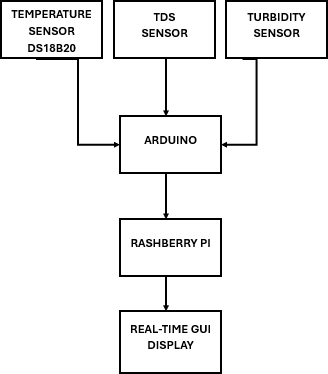 TEMPERATURE
SENSOR
DS18B20
TDS
SENSOR
TURBIDITY
SENSOR
ARDUINO
RASHBERRY PI
REAL-TIME GUI
DISPLAY